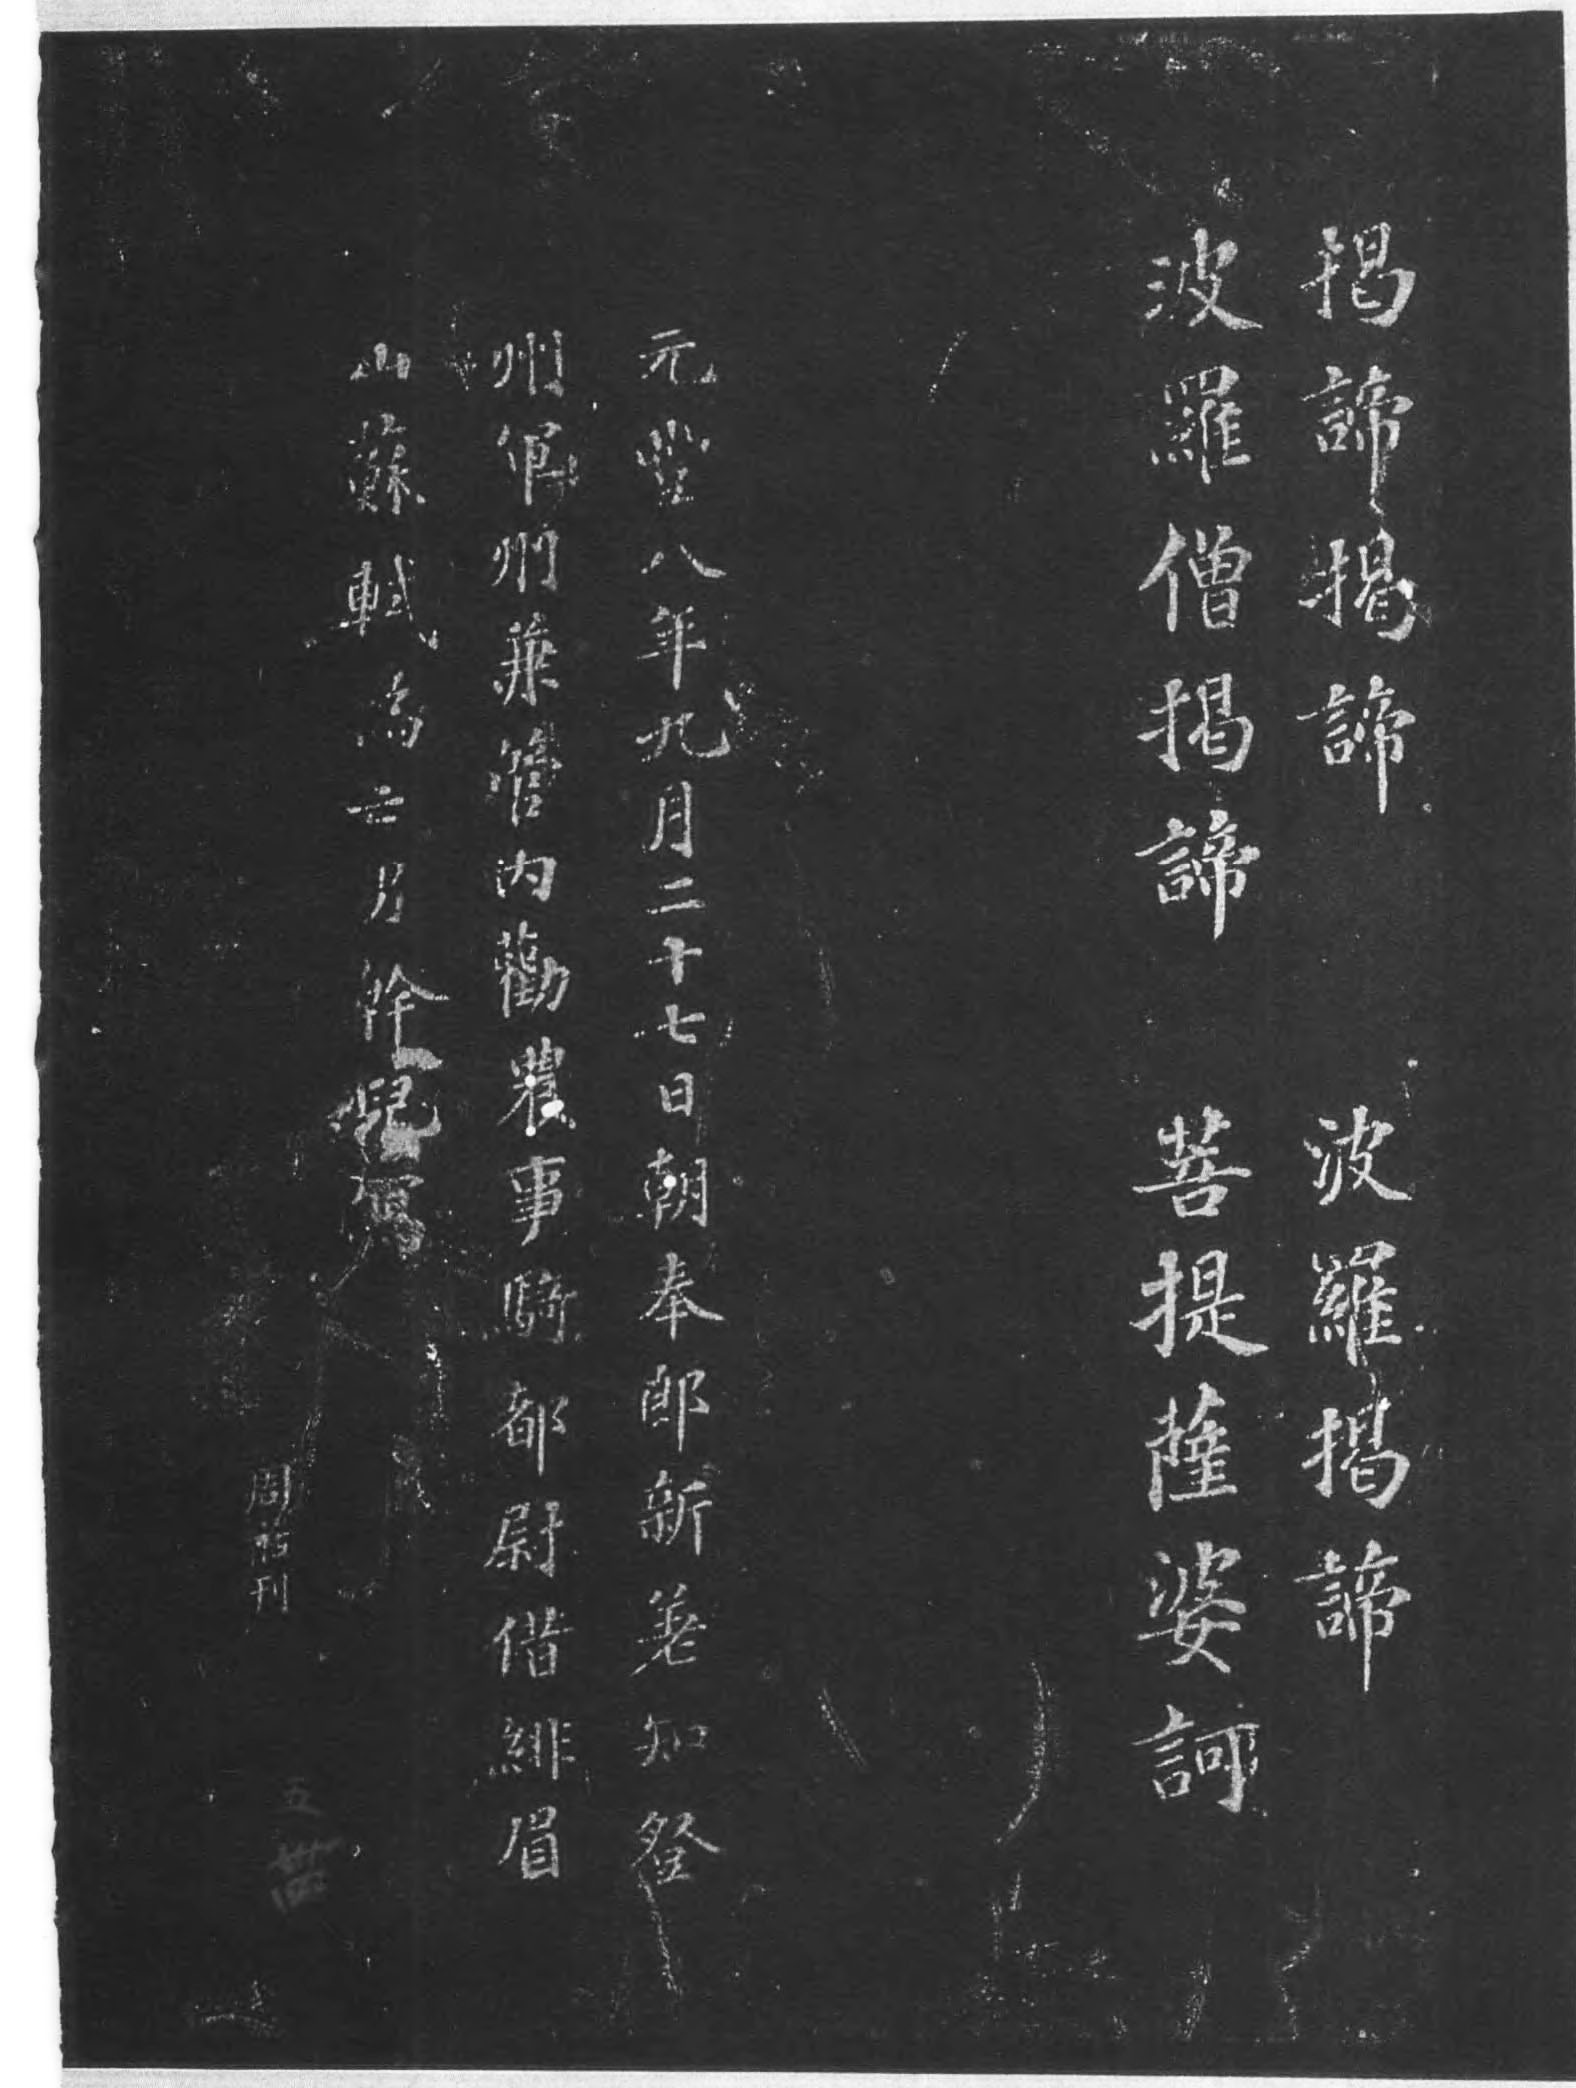 揭諦揭諦　波羅揭諦
波羅僧揭諦　菩提薩婆訶
元豐八年九月二十七日朝奉郎新差知登
州軍州兼管內勸農事騎都尉借緋眉
山蘇軾為亡男幹兒寫
周 刊
五